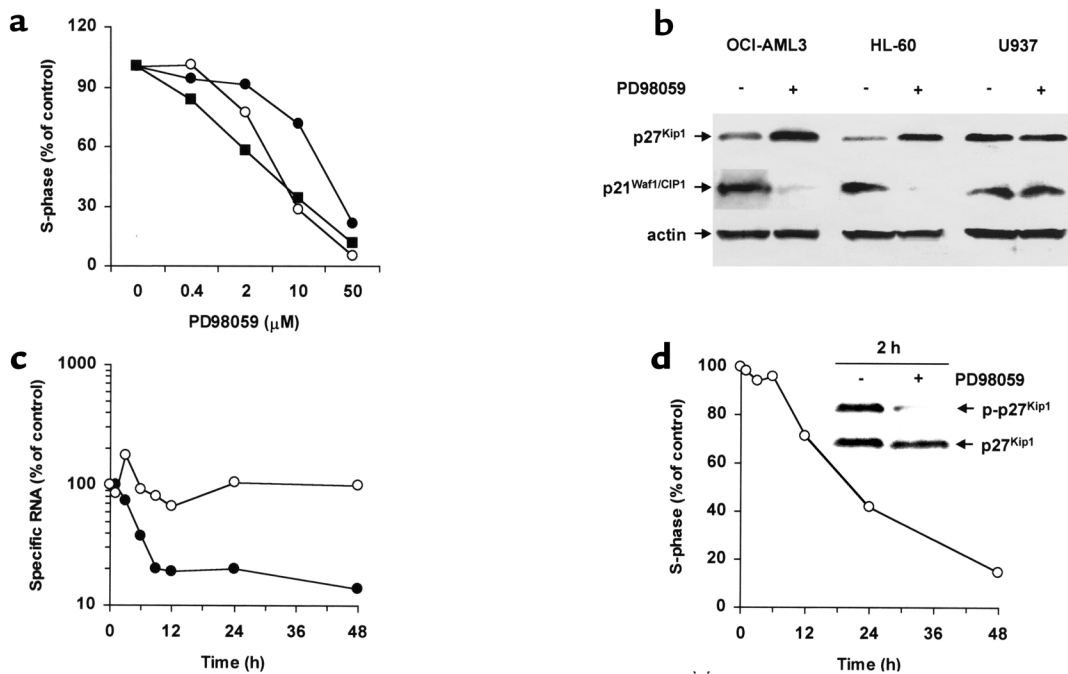 a
120
90
60
30
0
S-phase (% of control)
0 0.4 2 10 50
PD98059 (μM)
b
OCI-AML3 HL-60 U937
PD98059 - + - + - +
p27Kip1
p21Waf1/CIP1
actin
c
1000
100
10
Specific RNA (% of control)
0 12 24 36 48
Time (h)
d
100
80
60
40
20
0
S-phase (% of control)
0 12 24 36 48
Time (h)
2 h
- + PD98059
p-p27Kip1
p27Kip1